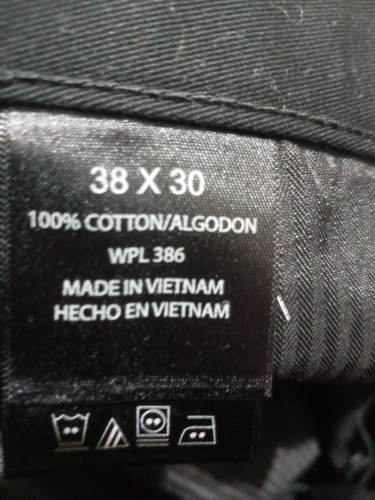 38 X 30
100% COTTON/ALGODON
WPL 386
MADE IN VIETNAM
HECHO EN VIETNAM